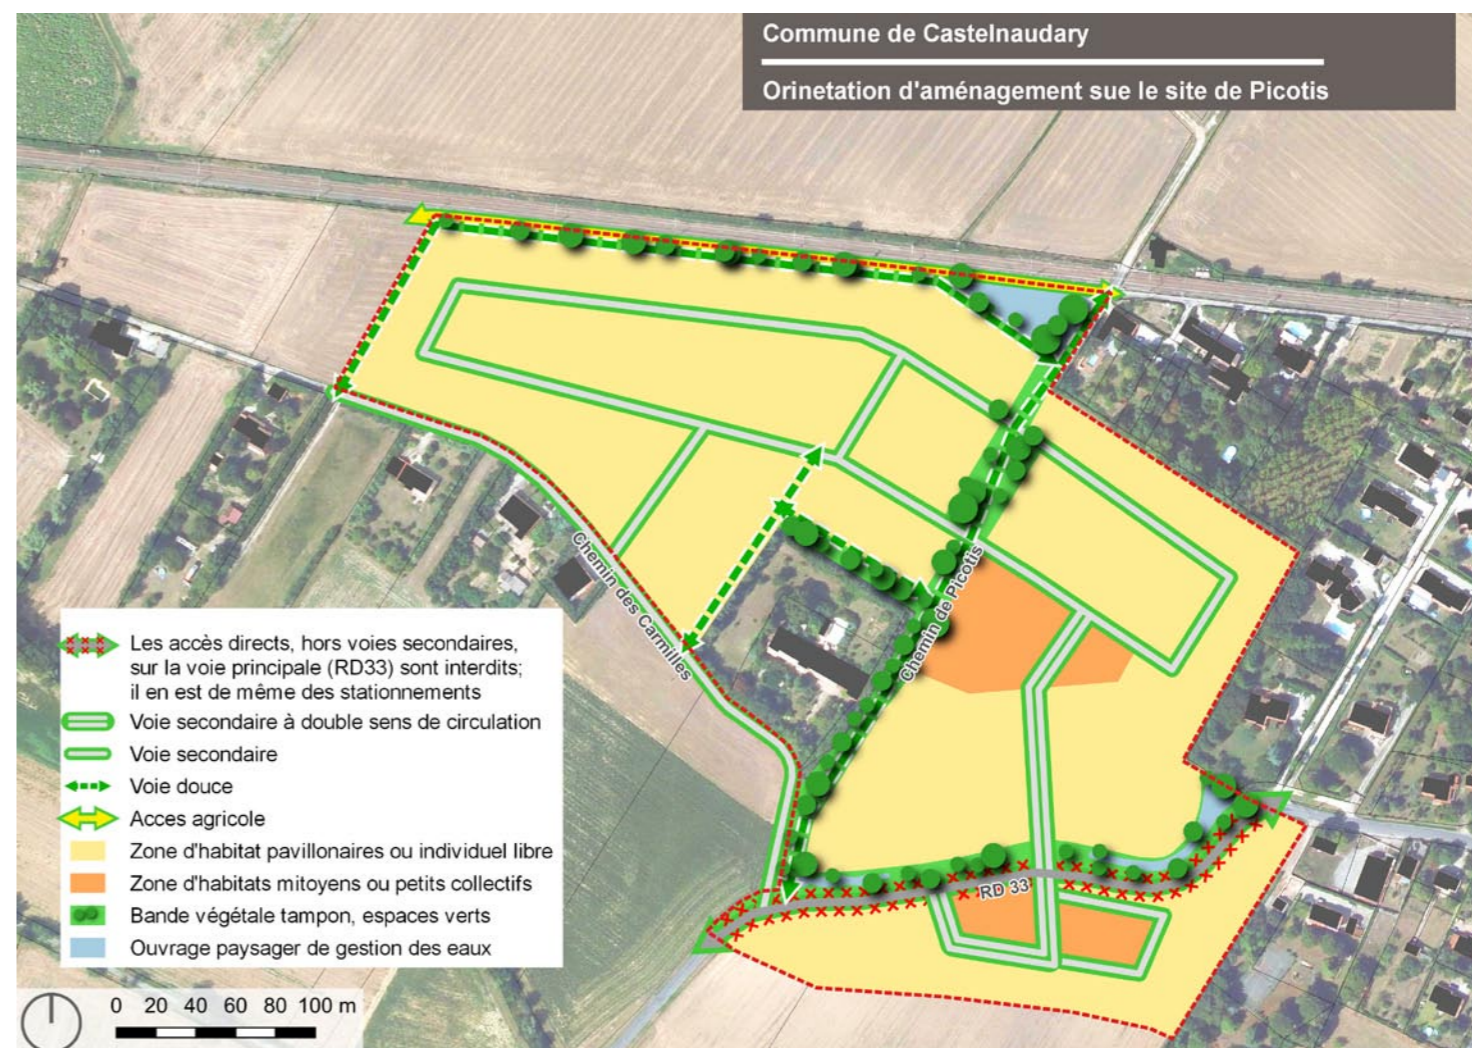 Commune de Castelnaudary
Orinetation d'aménagement sue le site de Picotis
Chemin des Carmilles
Chemin de Picotis
RD 33
Les accès directs, hors voies secondaires,
sur la voie principale (RD33) sont interdits;
il en est de même des stationnements
Voie secondaire à double sens de circulation
Voie secondaire
Voie douce
Acces agricole
Zone d'habitat pavillonaires ou individuel libre
Zone d'habitats mitoyens ou petits collectifs
Bande végétale tampon, espaces verts
Ouvrage paysager de gestion des eaux
0 20 40 60 80 100 m